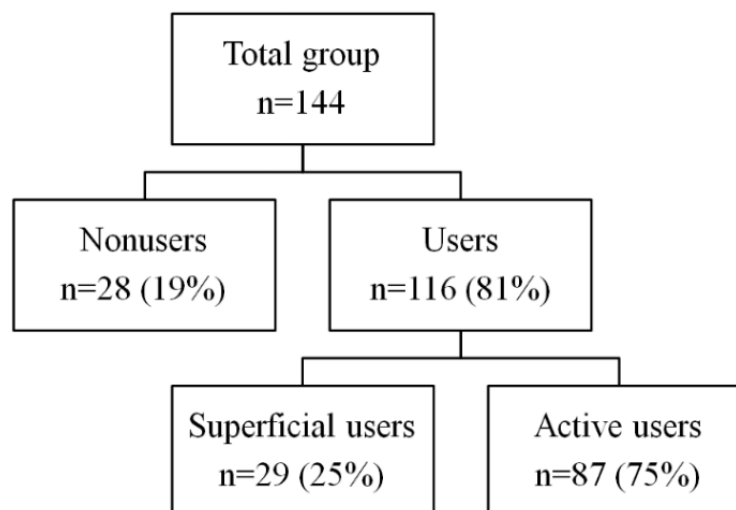 Total group
n=144
Nonusers
n=28 (19%)
Users
n=116 (81%)
Superficial users
n=29 (25%)
Active users
n=87 (75%)